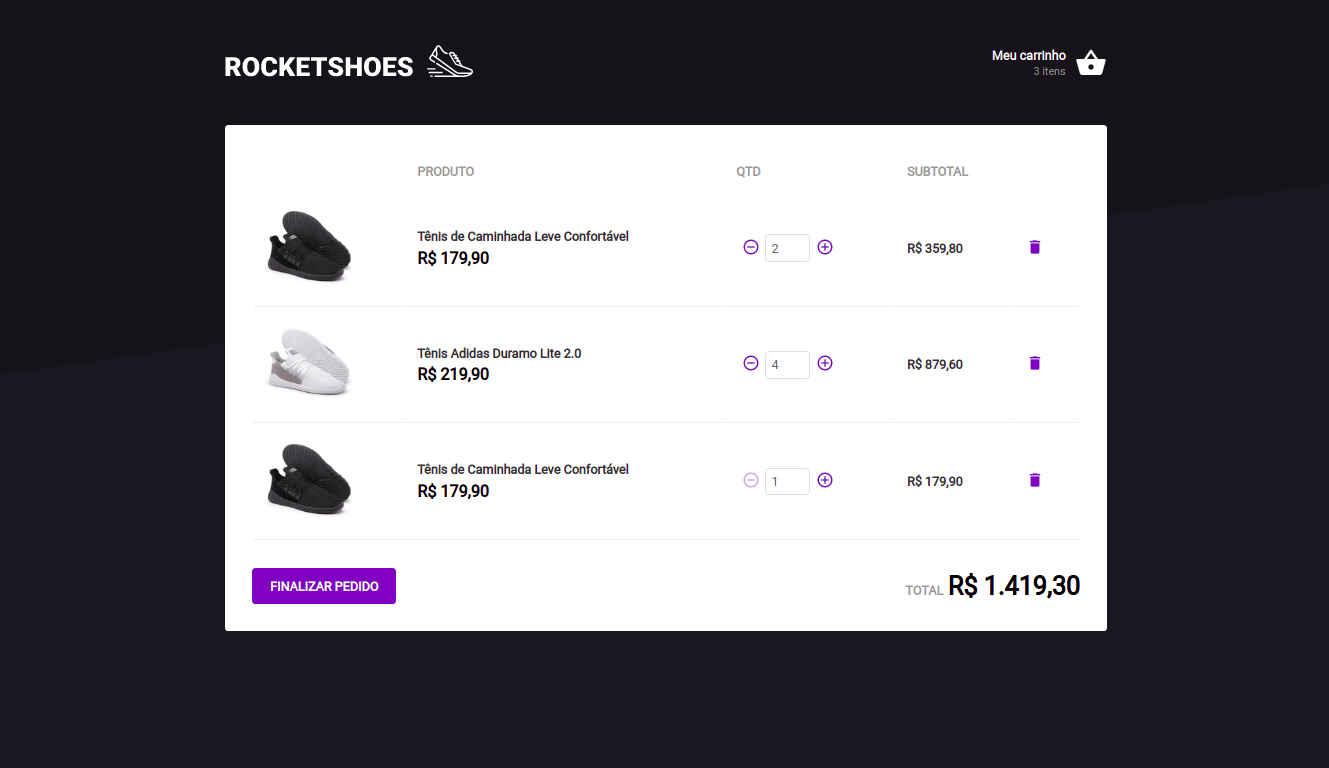 ROCKETSHOES
Meu carrinho
3 itens
PRODUTO QTD SUBTOTAL
Tênis de Caminhada Leve Confortável
R$ 179,90
2
R$ 359,80
Tênis Adidas Duramo Lite 2.0
R$ 219,90
4
R$ 879,60
Tênis de Caminhada Leve Confortável
R$ 179,90
1
R$ 179,90
FINALIZAR PEDIDO
TOTAL R$ 1.419,30